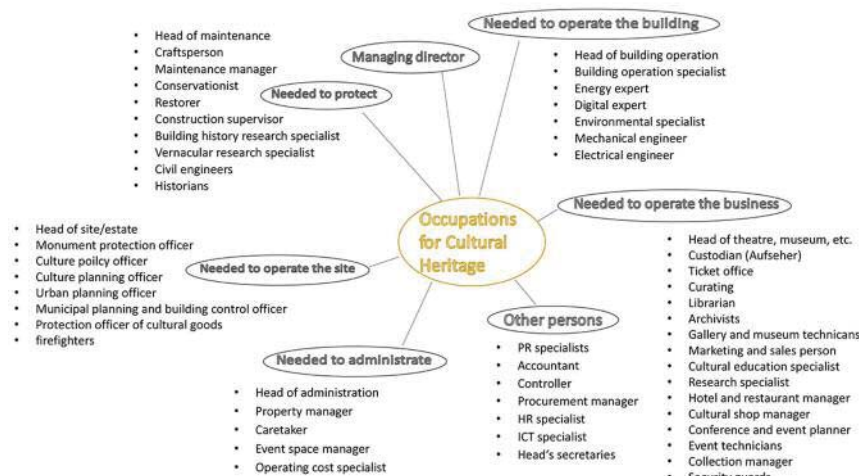 Needed to operate the building
Managing director
Needed to protect
• Head of maintenance
• Craftsperson
• Maintenance manager
• Conservationist
• Restorer
• Construction supervisor
• Building history research specialist
• Vernacular research specialist
• Civil engineers
• Historians
• Head of building operation
• Building operation specialist
• Energy expert
• Digital expert
• Environmental specialist
• Mechanical engineer
• Electrical engineer
Occupations
for Cultural
Heritage
Needed to operate the business
• Head of theatre, museum, etc.
• Custodian (Aufseher)
• Ticket office
• Curating
• Librarian
• Archivists
• Gallery and museum technicans
• Marketing and sales person
• Cultural education specialist
• Research specialist
• Hotel and restaurant manager
• Cultural shop manager
• Conference and event planner
• Event technicians
• Collection manager
• Security guards
Needed to operate the site
• Head of site/estate
• Monument protection officer
• Culture poilcy officer
• Culture planning officer
• Urban planning officer
• Municipal planning and building control officer
• Protection officer of cultural goods
• firefighters
Needed to administrate
• Head of administration
• Property manager
• Caretaker
• Event space manager
• Operating cost specialist
Other persons
• PR specialists
• Accountant
• Controller
• Procurement manager
• HR specialist
• ICT specialist
• Head's secretaries